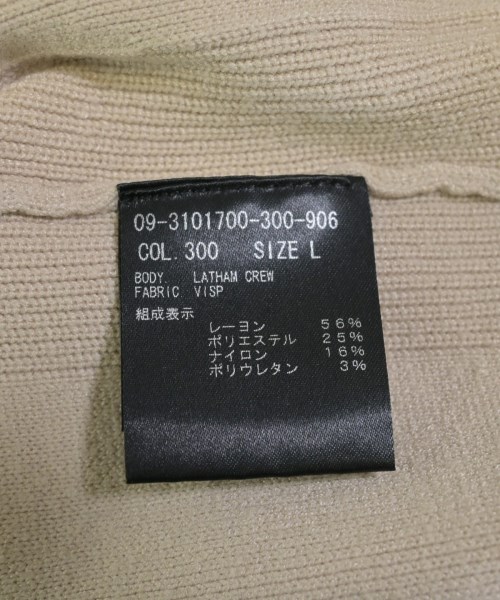 09-3101700-300-906
COL. 300 SIZE L
BODY. LATHAM CREW
FABRIC. VISP
組成表示
レーヨン 56%
ポリエステル 25%
ナイロン 16%
ポリウレタン 3%